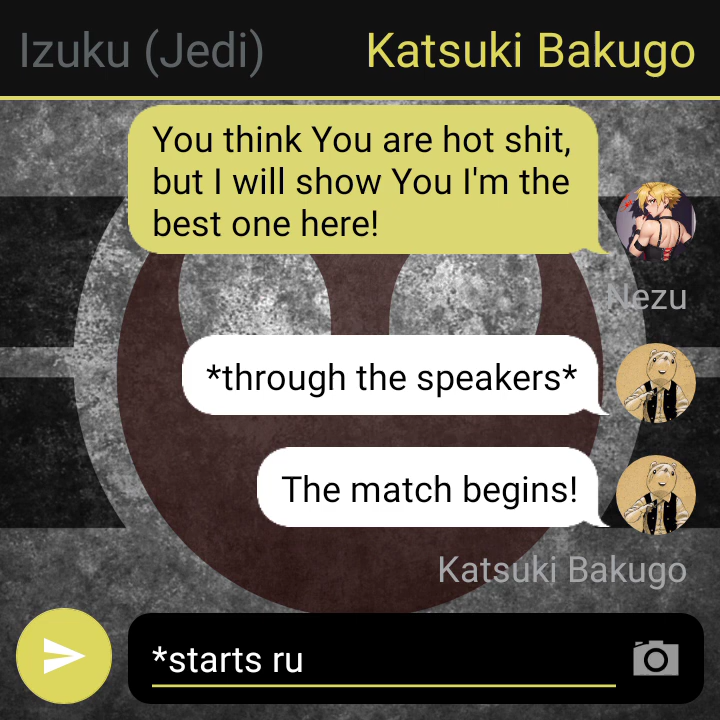 Izuku (Jedi)
Katsuki Bakugo
You think You are hot shit,
but I will show You I'm the
best one here!
Nezu
*through the speakers*
The match begins!
Katsuki Bakugo
*starts ru